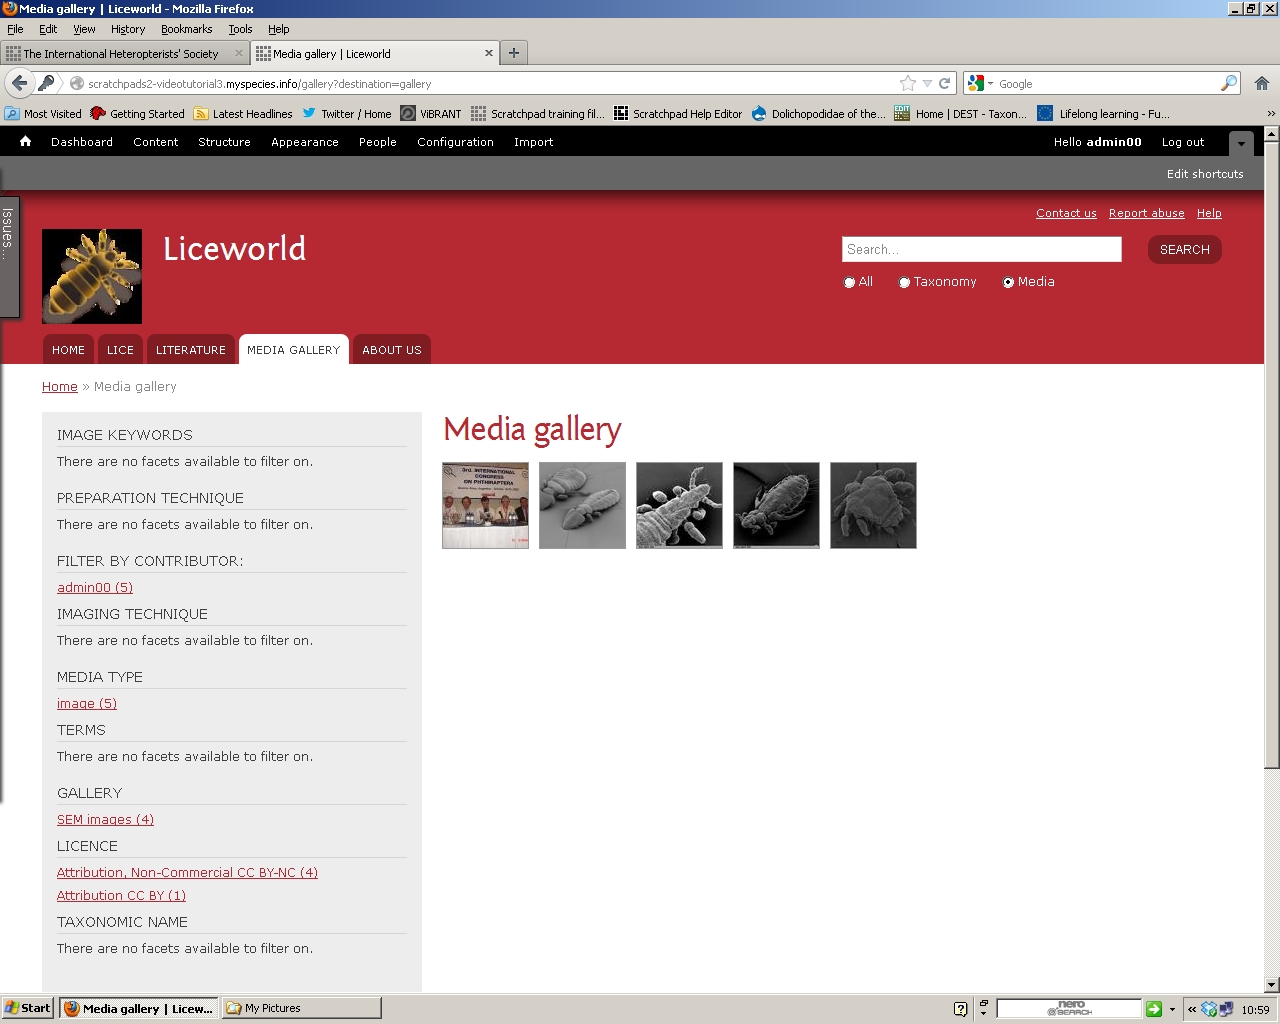 Media gallery | Liceworld - Mozilla Firefox
File Edit View History Bookmarks Tools Help
The International Heteropterists' Society
Media gallery | Liceworld
scratchpads2-videotutorial3.myspecies.info/gallery?destination=gallery
Google
Most Visited Getting Started Latest Headlines Twitter / Home ViBRANT Scratchpad training fil... Scratchpad Help Editor Dolichopodidae of the... Home | DEST - Taxon... Lifelong learning - Fu... »
Dashboard Content Structure Appearance People Configuration Import Hello admin00 Log out
Edit shortcuts
Issues...
Contact us Report abuse Help
Liceworld
Search... SEARCH
All Taxonomy Media
HOME LICE LITERATURE MEDIA GALLERY ABOUT US
Home » Media gallery
Media gallery
3rd. INTERNATIONAL
CONGRESS
ON PHTHIRAPTERA
IMAGE KEYWORDS
There are no facets available to filter on.
PREPARATION TECHNIQUE
There are no facets available to filter on.
FILTER BY CONTRIBUTOR:
admin00 (5)
IMAGING TECHNIQUE
There are no facets available to filter on.
MEDIA TYPE
image (5)
TERMS
There are no facets available to filter on.
GALLERY
SEM images (4)
LICENCE
Attribution, Non-Commercial CC BY-NC (4)
Attribution CC BY (1)
TAXONOMIC NAME
There are no facets available to filter on.
Start Media gallery | Licew... My Pictures nero SEARCH « 10:59